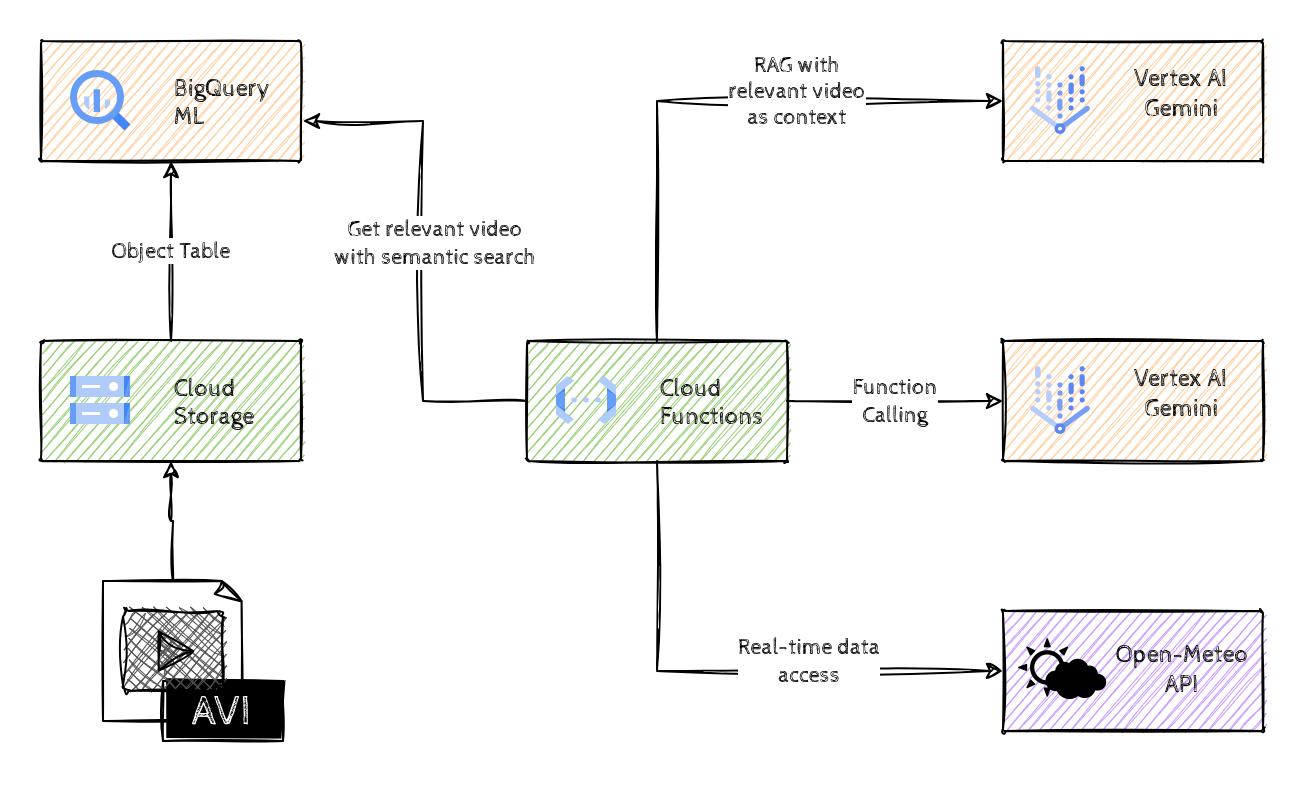 BigQuery
ML
RAG with
relevant video
as context
Vertex AI
Gemini
Get relevant video
with semantic search
Object Table
Cloud
Storage
Cloud
Functions
Function
Calling
Vertex AI
Gemini
Real-time data
access
Open-Meteo
API
AVI